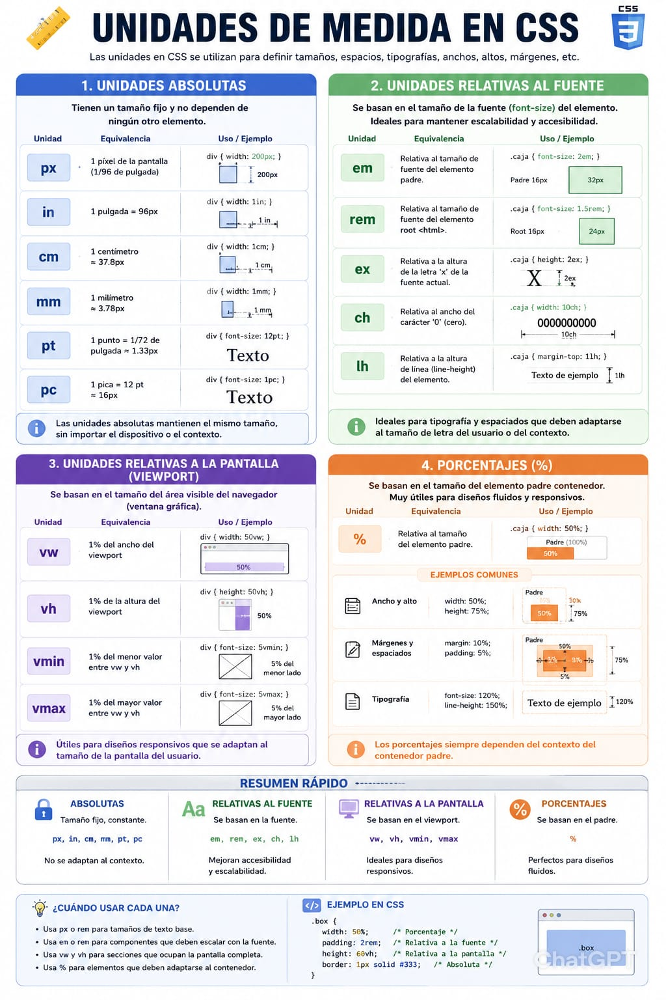 UNIDADES DE MEDIDA EN CSS
CSS
3
Las unidades en CSS se utilizan para definir tamaños, espacios, tipografías, anchos, altos, márgenes, etc.
1. UNIDADES ABSOLUTAS
Tienen un tamaño fijo y no dependen de
ningún otro elemento.
Unidad Equivalencia Uso / Ejemplo
px
1 píxel de la pantalla
(1/96 de pulgada)
div { width: 200px; }
200px
in
1 pulgada = 96px
div { width: 1in; }
1 in
cm
1 centímetro
≈ 37.8px
div { width: 1cm; }
1 cm
mm
1 milímetro
≈ 3.78px
div { width: 1mm; }
1 mm
pt
1 punto = 1/72 de
pulgada ≈ 1.33px
div { font-size: 12pt; }
Texto
pc
1 pica = 12 pt
≈ 16px
div { font-size: 1pc; }
Texto
Las unidades absolutas mantienen el mismo tamaño,
sin importar el dispositivo o el contexto.
2. UNIDADES RELATIVAS AL FUENTE
Se basan en el tamaño de la fuente (font-size) del elemento.
Ideales para mantener escalabilidad y accesibilidad.
Unidad Equivalencia Uso / Ejemplo
em
Relativa al tamaño de
fuente del elemento
padre.
.caja { font-size: 2em; }
Padre 16px
32px
rem
Relativa al tamaño de
fuente del elemento
root <html>.
.caja { font-size: 1.5rem; }
Root 16px
24px
ex
Relativa a la altura
de la letra 'x' de la
fuente actual.
.caja { height: 2ex; }
X
2ex
ch
Relativa al ancho del
carácter '0' (cero).
.caja { width: 10ch; }
0000000000
10ch
lh
Relativa a la altura
de línea (line-height)
del elemento.
.caja { margin-top: 1lh; }
Texto de ejemplo
1lh
Ideales para tipografía y espaciados que deben adaptarse
al tamaño de letra del usuario o del contexto.
3. UNIDADES RELATIVAS A LA PANTALLA
(VIEWPORT)
Se basan en el tamaño del área visible del navegador
(ventana gráfica).
Unidad Equivalencia Uso / Ejemplo
vw
1% del ancho del
viewport
div { width: 50vw; }
50%
vh
1% de la altura del
viewport
div { height: 50vh; }
50%
vmin
1% del menor valor
entre vw y vh
div { font-size: 5vmin; }
5% del
menor lado
vmax
1% del mayor valor
entre vw y vh
div { font-size: 5vmax; }
5% del
mayor lado
Útiles para diseños responsivos que se adaptan al
tamaño de la pantalla del usuario.
4. PORCENTAJES (%)
Se basan en el tamaño del elemento padre contenedor.
Muy útiles para diseños fluidos y responsivos.
Unidad Equivalencia Uso / Ejemplo
%
Relativa al tamaño
del elemento padre.
.caja { width: 50%; }
Padre (100%)
50%
EJEMPLOS COMUNES
Ancho y alto
width: 50%;
height: 75%;
Padre
50%
75%
Márgenes y
espaciados
margin: 10%;
padding: 5%;
Padre
50%
5%
75%
Tipografía
font-size: 120%;
line-height: 150%;
Texto de ejemplo
120%
Los porcentajes siempre dependen del contexto del
contenedor padre.
RESUMEN RÁPIDO
ABSOLUTAS
Tamaño fijo, constante.
px, in, cm, mm, pt, pc
No se adaptan al contexto.
Aa
RELATIVAS AL FUENTE
Se basan en la fuente.
em, rem, ex, ch, lh
Mejoran accesibilidad
y escalabilidad.
RELATIVAS A LA PANTALLA
Se basan en el viewport.
vw, vh, vmin, vmax
Ideales para diseños
responsivos.
%
PORCENTAJES
Se basan en el padre.
%
Perfectos para diseños
fluidos.
¿CUÁNDO USAR CADA UNA?
• Usa px o rem para tamaños de texto base.
• Usa em o rem para componentes que deben escalar con la fuente.
• Usa vw y vh para secciones que ocupan la pantalla completa.
• Usa % para elementos que deben adaptarse al contenedor.
</>
EJEMPLO EN CSS
.box {
width: 50%; /* Porcentaje */
padding: 2rem; /* Relativa a la fuente */
height: 60vh; /* Relativa a la pantalla */
border: 1px solid #333; /* Absoluta */
}
.box
ChatGPT